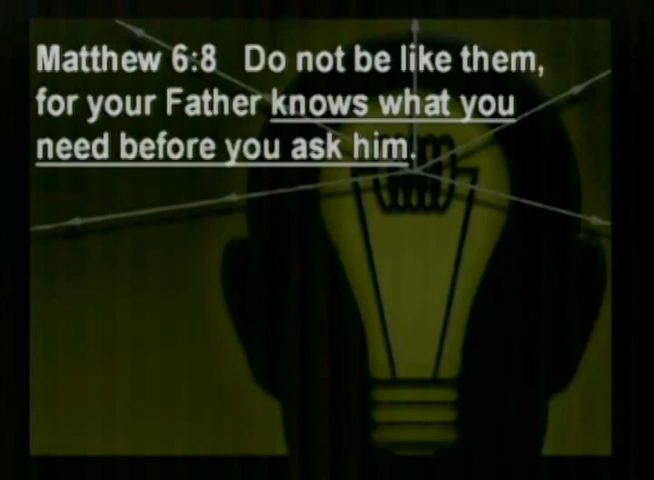 Matthew 6:8 Do not be like them,
for your Father knows what you
need before you ask him.